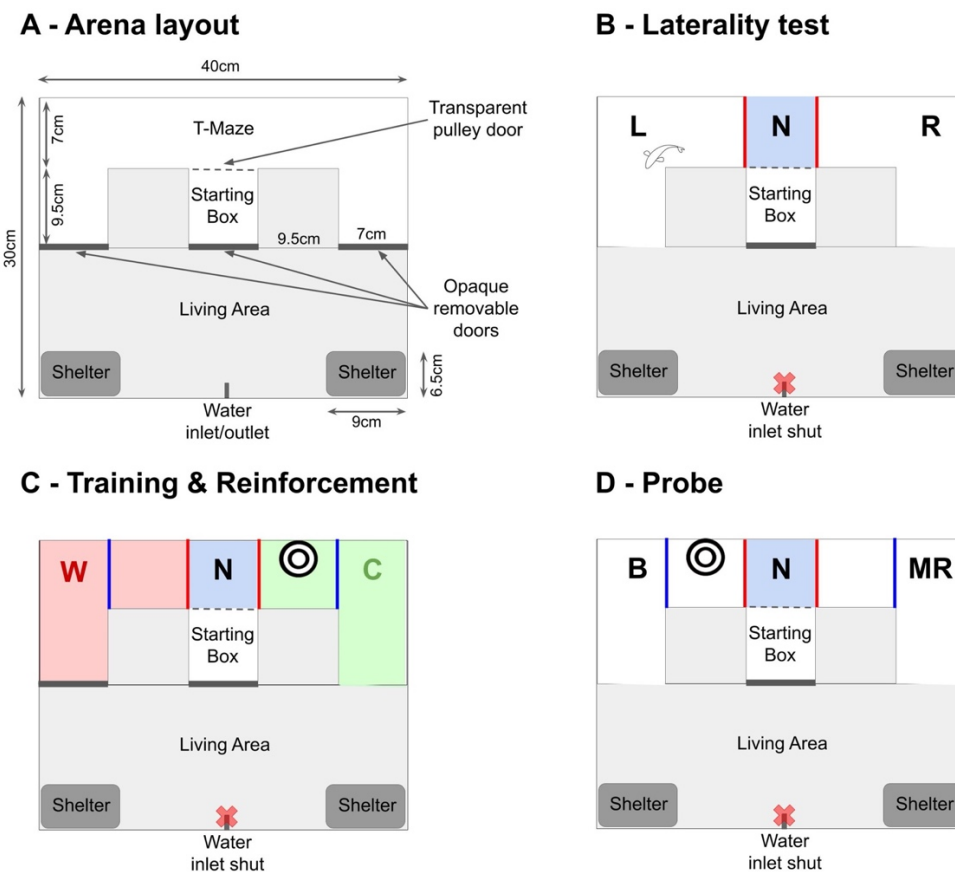 A - Arena layout
40cm
30cm
7cm
9.5cm
T-Maze
Transparent
pulley door
Starting
Box
9.5cm
7cm
Living Area
Opaque
removable
doors
Shelter
Shelter
6.5cm
9cm
Water
inlet/outlet
B - Laterality test
L
N
R
Starting
Box
Living Area
Shelter
Shelter
Water
inlet shut
C - Training & Reinforcement
W
N
C
Starting
Box
Living Area
Shelter
Shelter
Water
inlet shut
D - Probe
B
N
MR
Starting
Box
Living Area
Shelter
Shelter
Water
inlet shut